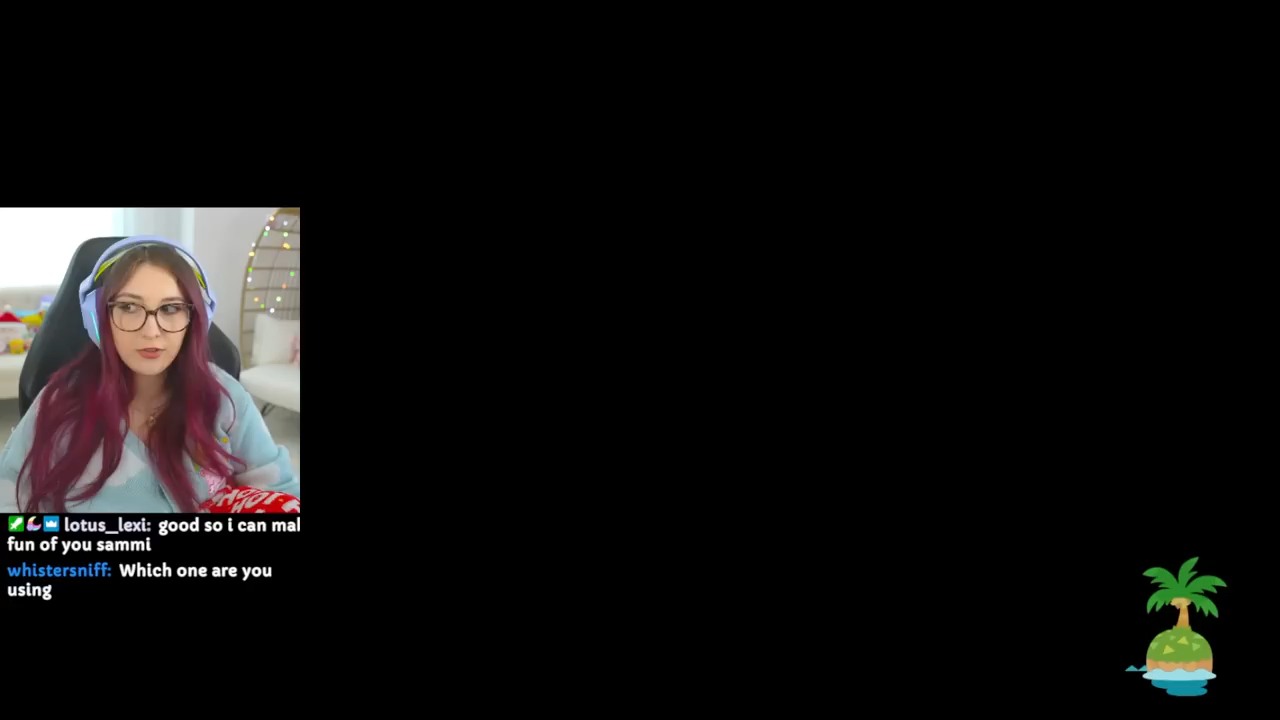 lotus_lexi: good so i can mal
fun of you sammi
whistersniff: Which one are you
using